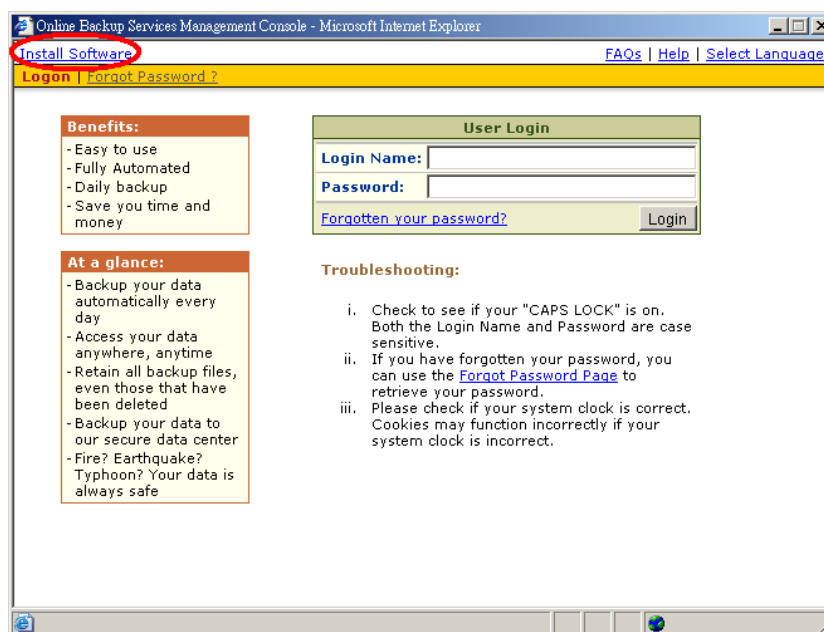 Online Backup Services Management Console - Microsoft Internet Explorer
Install Software
FAQs | Help | Select Language
Logon | Forgot Password ?
Benefits:
- Easy to use
- Fully Automated
- Daily backup
- Save you time and
money
At a glance:
- Backup your data
automatically every
day
- Access your data
anywhere, anytime
- Retain all backup files,
even those that have
been deleted
- Backup your data to
our secure data center
- Fire? Earthquake?
Typhoon? Your data is
always safe
User Login
Login Name:
Password:
Forgotten your password?
Login
Troubleshooting:
i. Check to see if your "CAPS LOCK" is on.
Both the Login Name and Password are case
sensitive.
ii. If you have forgotten your password, you
can use the Forgot Password Page to
retrieve your password.
iii. Please check if your system clock is correct.
Cookies may function incorrectly if your
system clock is incorrect.